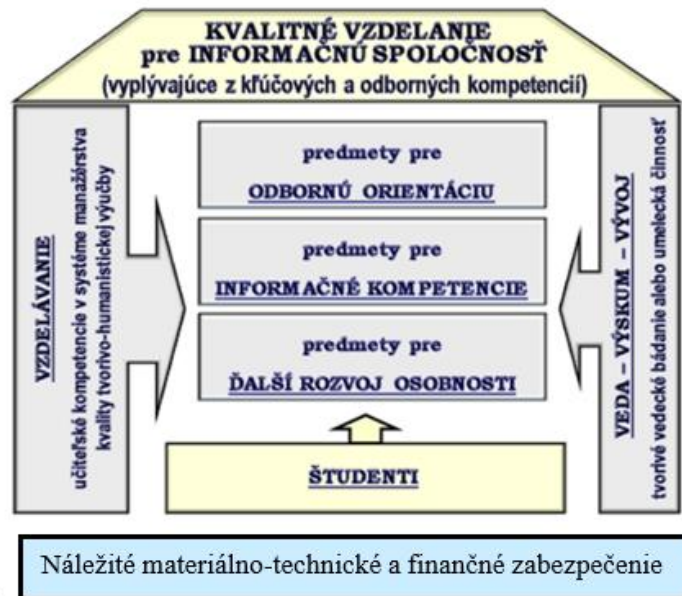 KVALITNÉ VZDELANIE
pre INFORMAČNÚ SPOLOČNOSŤ
(vyplývajúce z kľúčových a odborných kompetencií)
VZDELÁVANIE
učiteľské kompetencie v systéme manažérstva
kvality tvorivo-humanistickej výučby
predmety pre
ODBORNÚ ORIENTÁCIU
predmety pre
INFORMAČNÉ KOMPETENCIE
predmety pre
ĎALŠÍ ROZVOJ OSOBNOSTI
ŠTUDENTI
VEDA – VÝSKUM – VÝVOJ
tvorivé vedecké bádanie alebo umelecká činnosť
Náležité materiálno-technické a finančné zabezpečenie